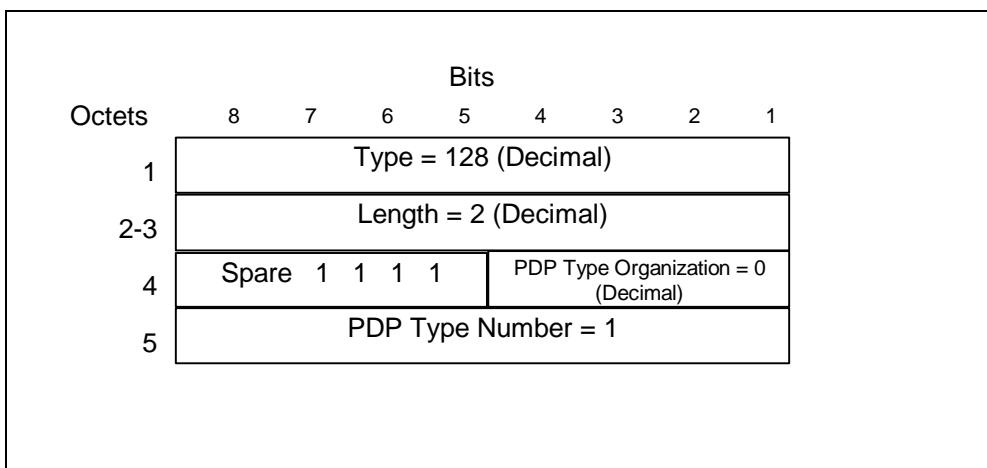 Bits
Octets 8 7 6 5 4 3 2 1
1 Type = 128 (Decimal)
2-3 Length = 2 (Decimal)
4 Spare 1 1 1 1 PDP Type Organization = 0
(Decimal)
5 PDP Type Number = 1